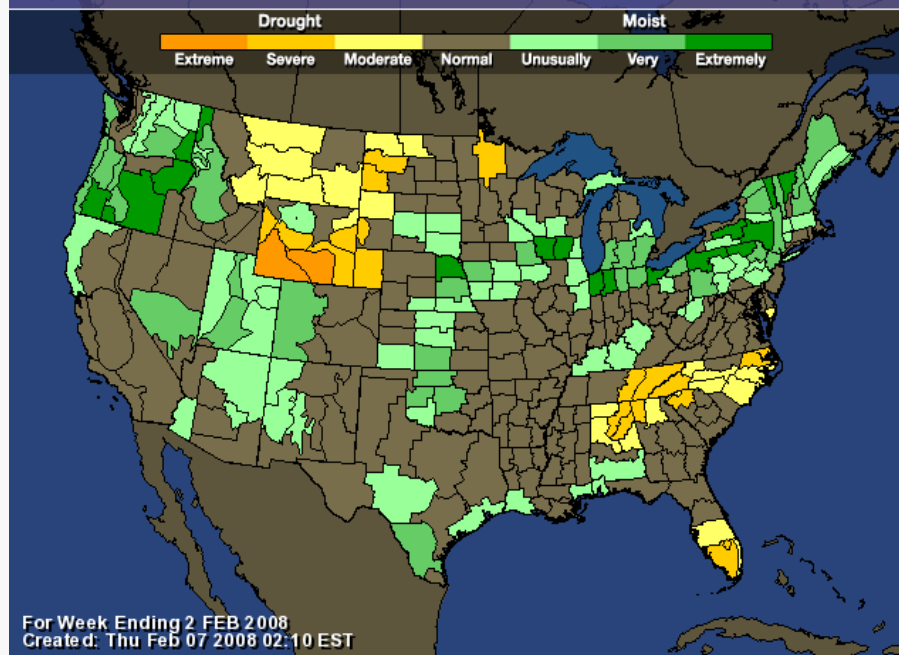 Drought Moist
Extreme Severe Moderate Normal Unusually Very Extremely
For Week Ending 2 FEB 2008
Created: Thu Feb 07 2008 02:10 EST